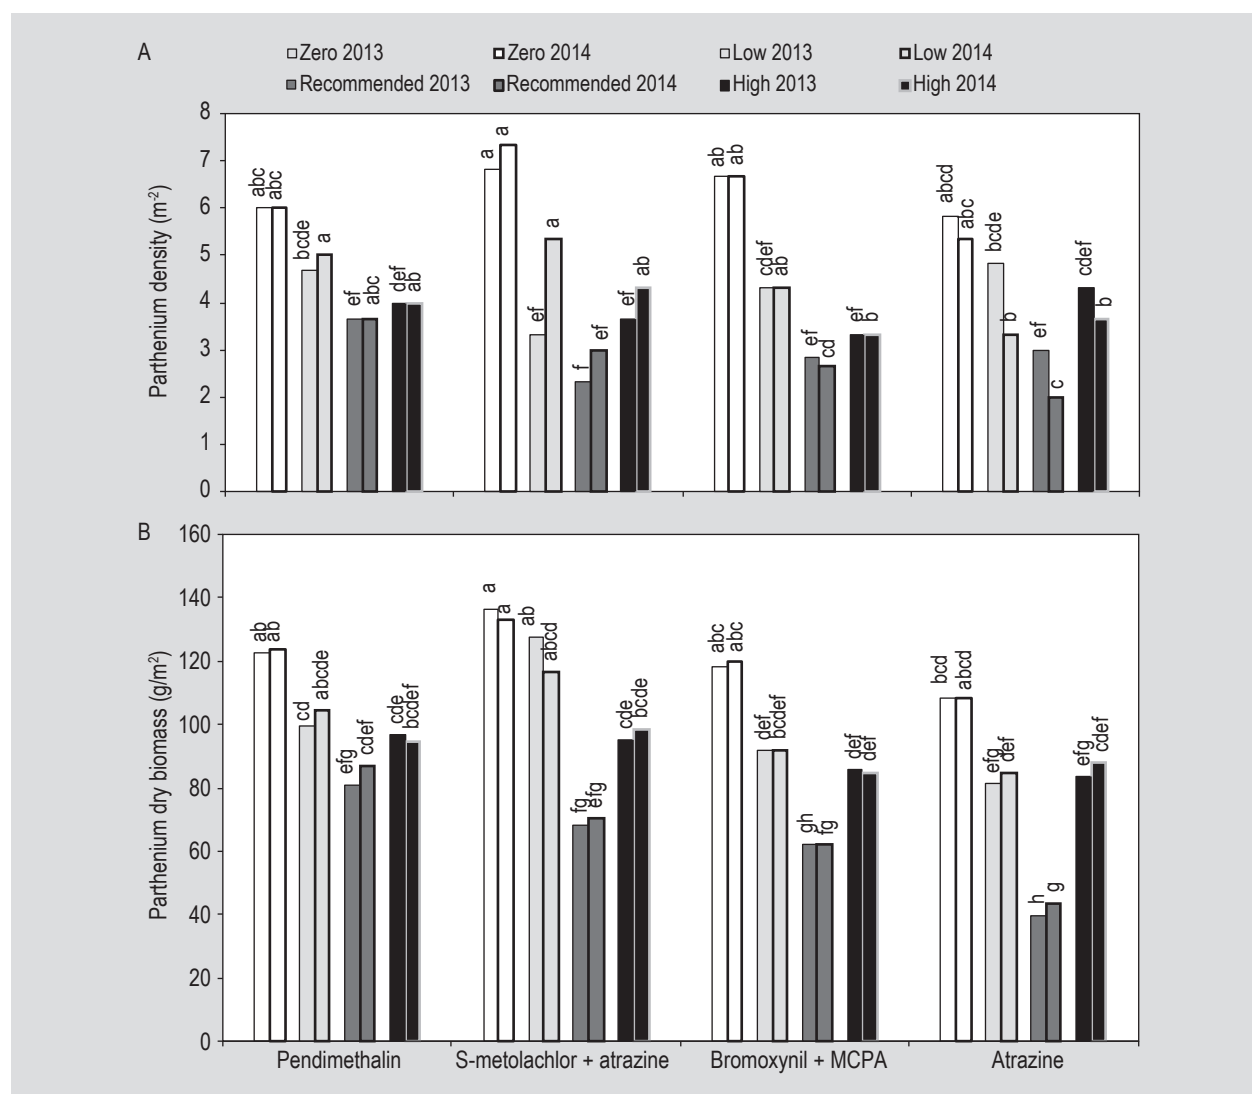 A
Zero 2013 Zero 2014 Low 2013 Low 2014
Recommended 2013 Recommended 2014 High 2013 High 2014
Parthenium density (m-2)
8
7
6
5
4
3
2
1
0
abc abc bcde a ef abc def ab
a a ef a f ef ef ab
ab ab cdef ab ef cd ef b
abcd abc bcde b ef c cdef b
B
Parthenium dry biomass (g/m²)
160
140
120
100
80
60
40
20
0
ab ab cd abcde efg cdef cde bcdef
a a ab abcd fg efg cde bcde
abc abc def bcdef gh fg def def
bcd abcd efg def h g efg cdef
Pendimethalin S-metolachlor + atrazine Bromoxynil + MCPA Atrazine